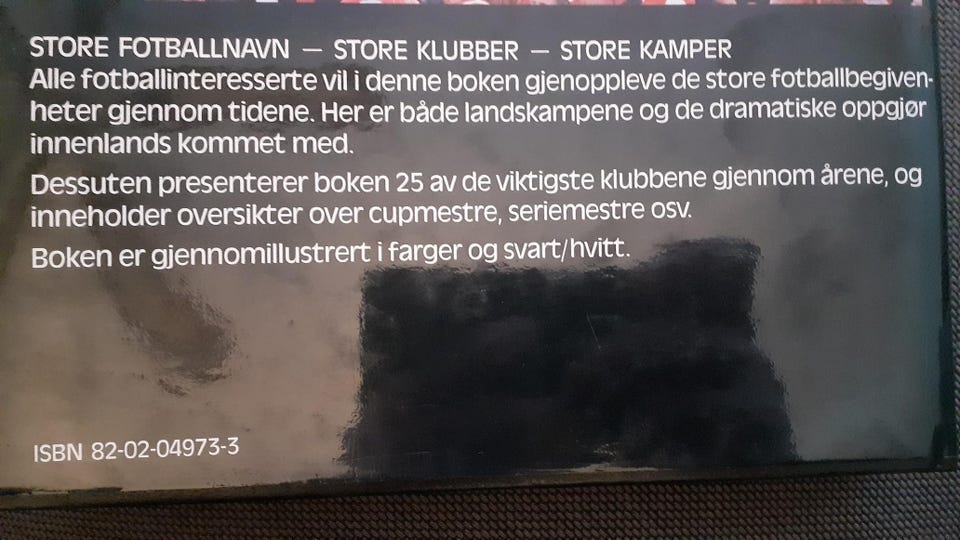 STORE FOTBALLNAVN — STORE KLUBBER — STORE KAMPER
Alle fotballinteresserte vil i denne boken gjenoppleve de store fotballbegiven-
heter gjennom tidene. Her er både landskampene og de dramatiske oppgjør
innenlands kommet med.
Dessuten presenterer boken 25 av de viktigste klubbene gjennom årene, og
inneholder oversikter over cupmestre, seriemestre osv.
Boken er gjennomillustrert i farger og svart/hvitt.
ISBN 82-02-04973-3